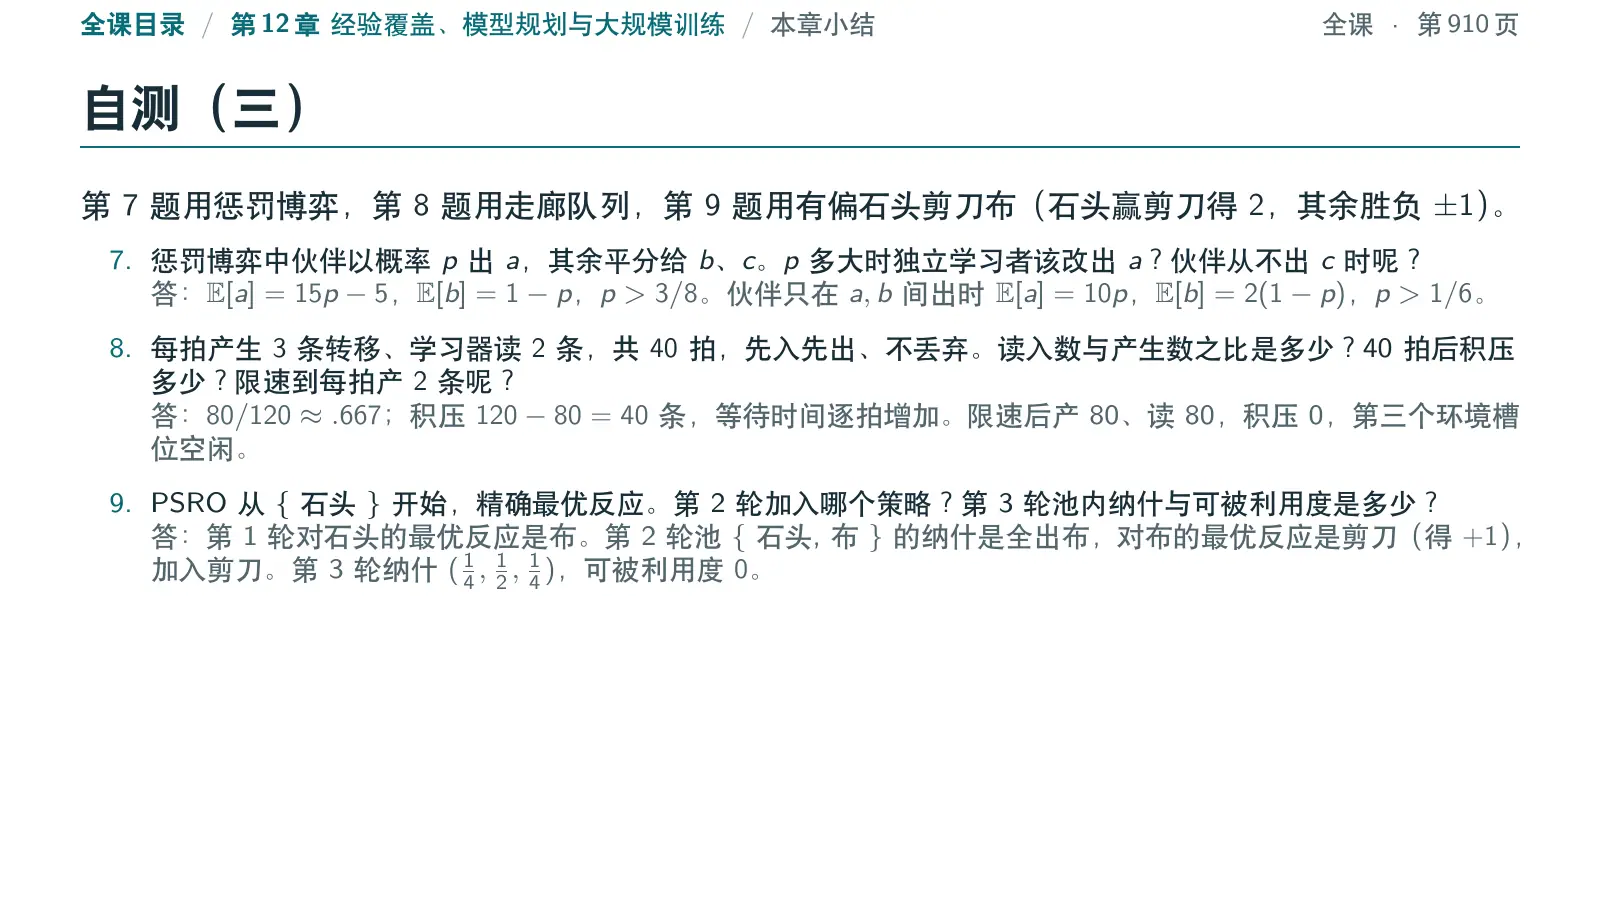 全课目录 / 第 12 章 经验覆盖、模型规划与大规模训练 / 本章小结
全课 · 第 910 页
自测（三）
第 7 题用惩罚博弈，第 8 题用走廊队列，第 9 题用有偏石头剪刀布（石头赢剪刀得 2，其余胜负 ±1）。
7. 惩罚博弈中伙伴以概率 p 出 a，其余平分给 b、c。p 多大时独立学习者该改出 a？伙伴从不出 c 时呢？
答：𝔼[a] = 15p − 5，𝔼[b] = 1 − p，p > 3/8。伙伴只在 a, b 间出时 𝔼[a] = 10p，𝔼[b] = 2(1 − p)，p > 1/6。
8. 每拍产生 3 条转移、学习器读 2 条，共 40 拍，先入先出、不丢弃。读入数与产生数之比是多少？40 拍后积压
多少？限速到每拍产 2 条呢？
答：80/120 ≈ .667；积压 120 − 80 = 40 条，等待时间逐拍增加。限速后产 80、读 80，积压 0，第三个环境槽
位空闲。
9. PSRO 从 { 石头 } 开始，精确最优反应。第 2 轮加入哪个策略？第 3 轮池内纳什与可被利用度是多少？
答：第 1 轮对石头的最优反应是布。第 2 轮池 { 石头, 布 } 的纳什是全出布，对布的最优反应是剪刀（得 +1），
加入剪刀。第 3 轮纳什 (1/4, 1/2, 1/4)，可被利用度 0。